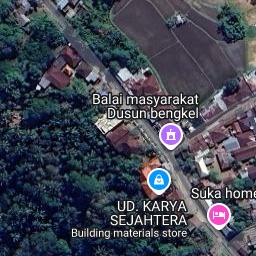 Balai masyarakat
Dusun bengkel
UD. KARYA
SEJAHTERA
Building materials store
Suka home